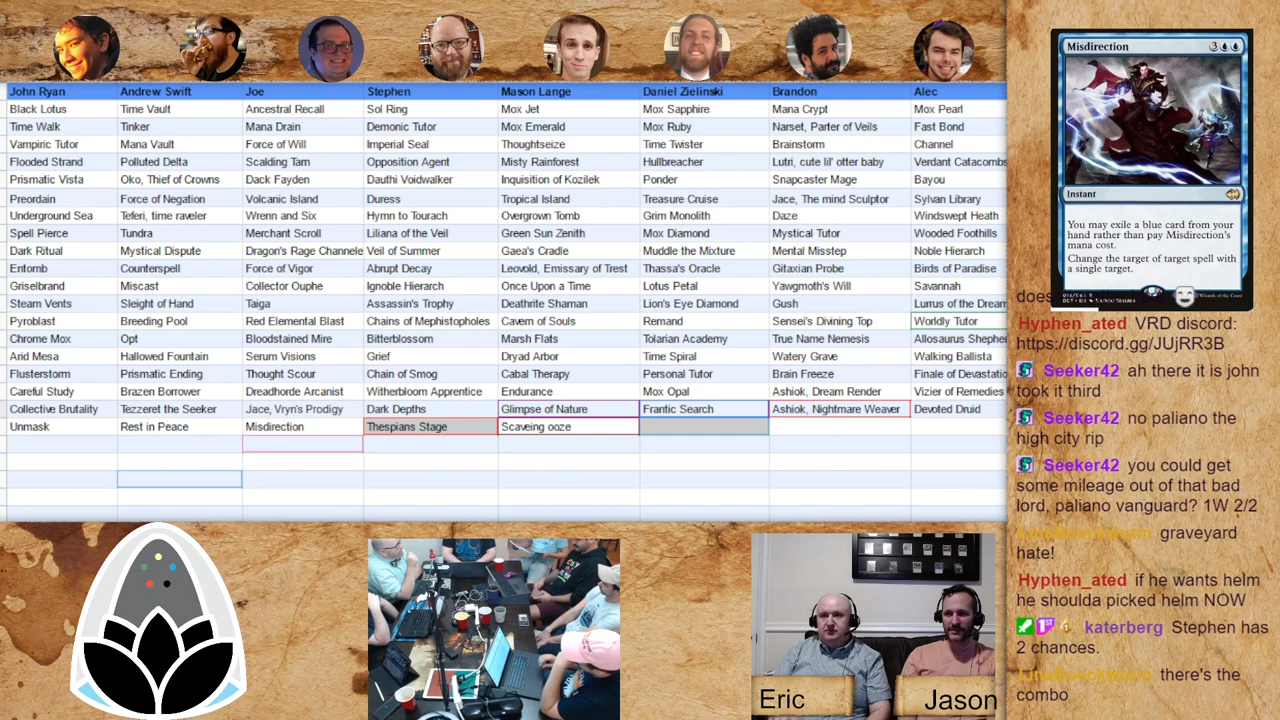 John Ryan Andrew Swift Joe Stephen Mason Lange Daniel Zielinski Brandon Alec
Black Lotus Time Vault Ancestral Recall Sol Ring Mox Jet Mox Sapphire Mana Crypt Mox Pearl
Time Walk Tinker Mana Drain Demonic Tutor Mox Emerald Mox Ruby Narset, Parter of Veils Fast Bond
Vampiric Tutor Mana Vault Force of Will Imperial Seal Thoughtseize Time Twister Brainstorm Channel
Flooded Strand Polluted Delta Scalding Tarn Opposition Agent Misty Rainforest Hullbreacher Lutri, cute lil' otter baby Verdant Catacombs
Prismatic Vista Oko, Thief of Crowns Dack Fayden Dauthi Voidwalker Inquisition of Kozilek Ponder Snapcaster Mage Bayou
Preordain Force of Negation Volcanic Island Duress Tropical Island Treasure Cruise Jace, The mind Sculptor Sylvan Library
Underground Sea Teferi, time raveler Wrenn and Six Hymn to Tourach Overgrown Tomb Grim Monolith Daze Windswept Heath
Spell Pierce Tundra Merchant Scroll Liliana of the Veil Green Sun Zenith Mox Diamond Mystical Tutor Wooded Foothills
Dark Ritual Mystical Dispute Dragon's Rage Channele Veil of Summer Gaea's Cradle Muddle the Mixture Mental Misstep Noble Hierarch
Entomb Counterspell Force of Vigor Abrupt Decay Leovold, Emissary of Trest Thassa's Oracle Gitaxian Probe Birds of Paradise
Griselbrand Miscast Collector Ouphe Ignoble Hierarch Once Upon a Time Lotus Petal Yawgmoth's Will Savannah
Steam Vents Sleight of Hand Taiga Assassin's Trophy Deathrite Shaman Lion's Eye Diamond Gush Lurrus of the Dream
Pyroblast Breeding Pool Red Elemental Blast Chains of Mephistopholes Cavern of Souls Remand Sensei's Divining Top Worldly Tutor
Chrome Mox Opt Bloodstained Mire Bitterblossom Marsh Flats Tolarian Academy True Name Nemesis Allosaurus Shepher
Arid Mesa Hallowed Fountain Serum Visions Grief Dryad Arbor Time Spiral Watery Grave Walking Ballista
Flusterstorm Prismatic Ending Thought Scour Chain of Smog Cabal Therapy Personal Tutor Brain Freeze Finale of Devastatio
Careful Study Brazen Borrower Dreadhorde Arcanist Witherbloom Apprentice Endurance Mox Opal Ashiok, Dream Render Vizier of Remedies
Collective Brutality Tezzeret the Seeker Jace, Vryn's Prodigy Dark Depths Glimpse of Nature Frantic Search Ashiok, Nightmare Weaver Devoted Druid
Unmask Rest in Peace Misdirection Thespians Stage Scaveing ooze
Misdirection 3
Instant
You may exile a blue card from your
hand rather than pay Misdirection's
mana cost.
Change the target of target spell with
a single target.
does
Hyphen_ated VRD discord:
https://discord.gg/JUjRR3B
Seeker42 ah there it is john
took it third
Seeker42 no paliano the
high city rip
Seeker42 you could get
some mileage out of that bad
lord, paliano vanguard? 1W 2/2
graveyard
hate!
Hyphen_ated if he wants helm
he shoulda picked helm NOW
1ST katerberg Stephen has
2 chances.
there's the
combo
Eric Jason